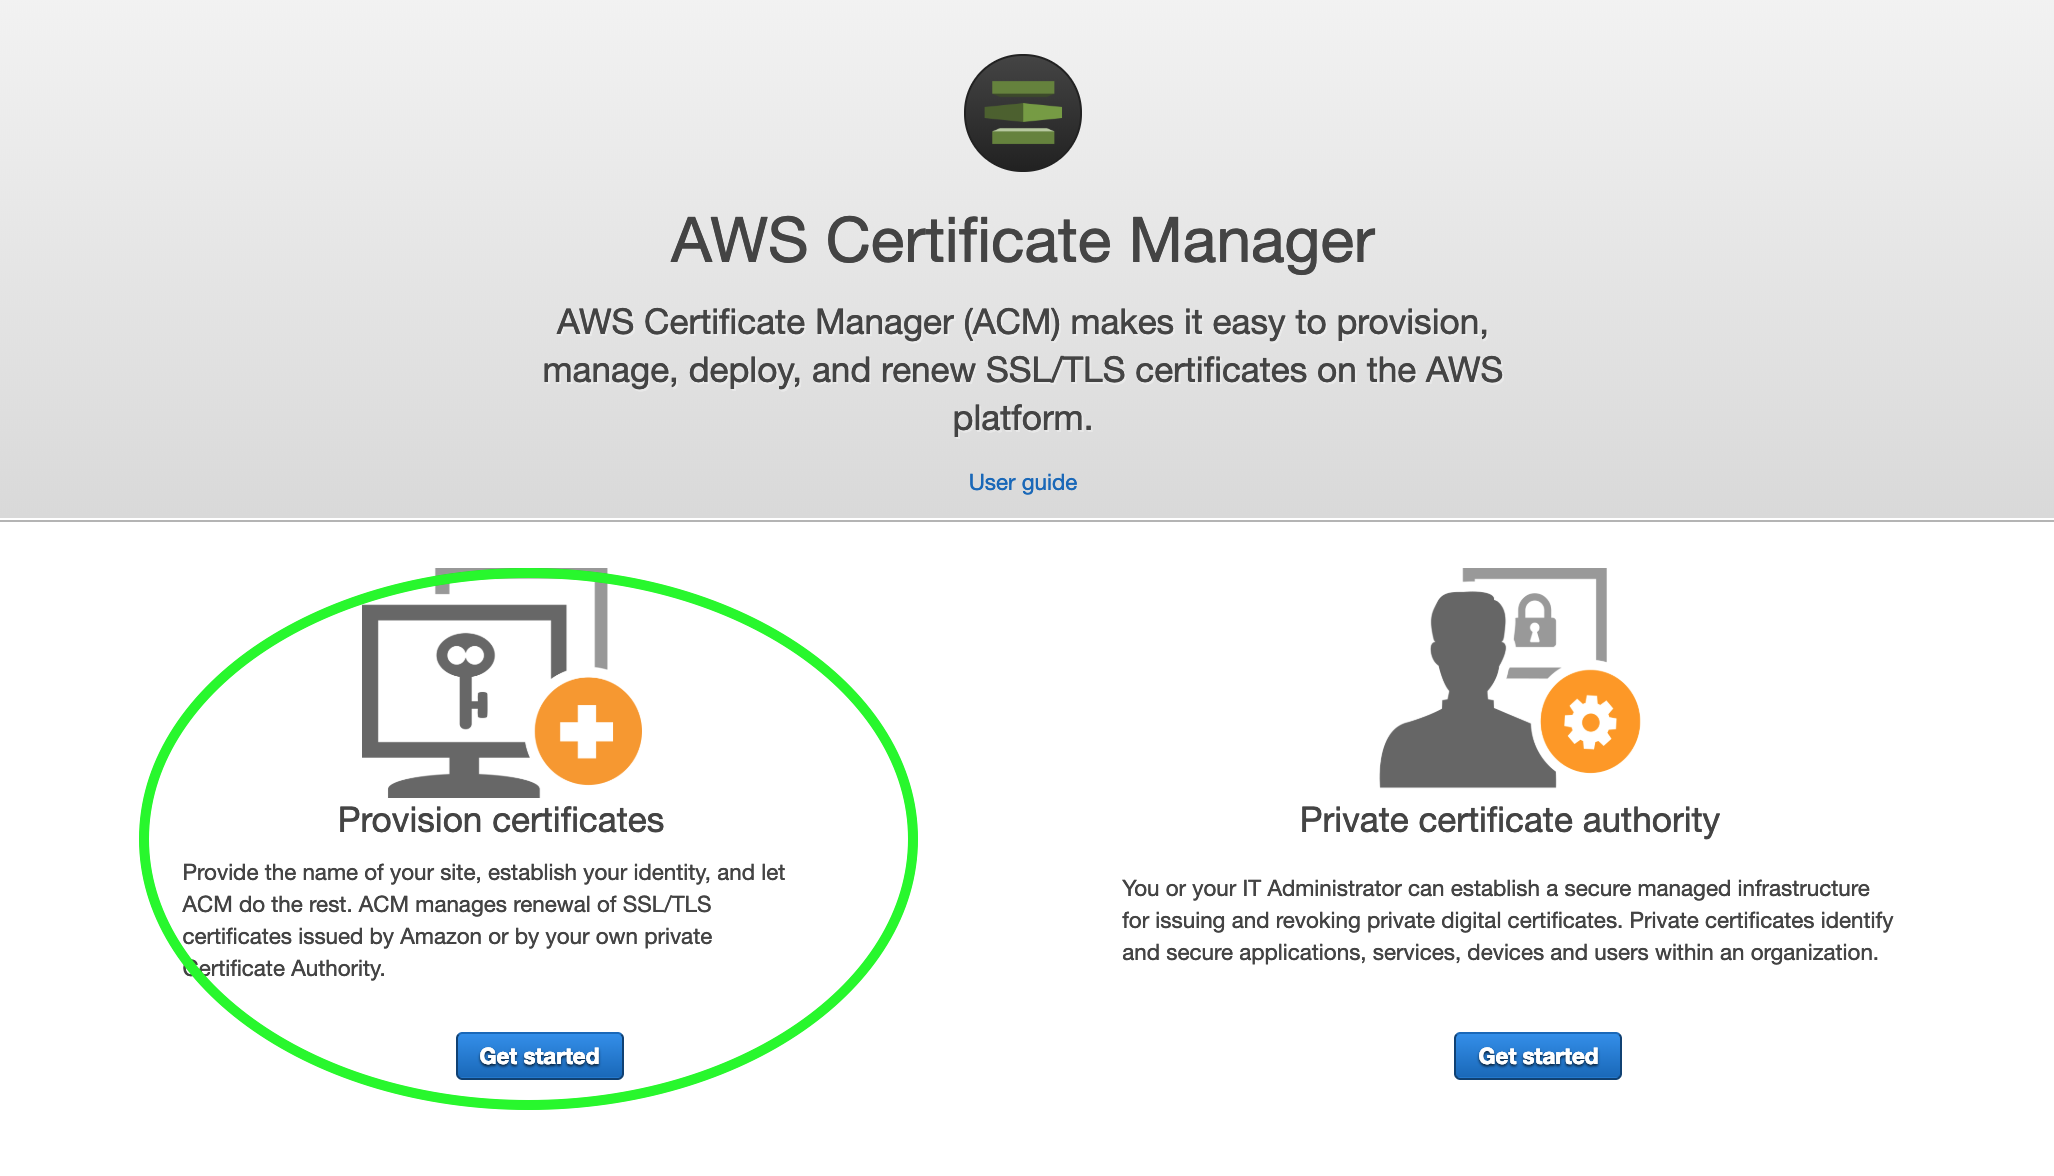 AWS Certificate Manager
AWS Certificate Manager (ACM) makes it easy to provision,
manage, deploy, and renew SSL/TLS certificates on the AWS
platform.
User guide
Provision certificates
Provide the name of your site, establish your identity, and let
ACM do the rest. ACM manages renewal of SSL/TLS
certificates issued by Amazon or by your own private
Certificate Authority.
Get started
Private certificate authority
You or your IT Administrator can establish a secure managed infrastructure
for issuing and revoking private digital certificates. Private certificates identify
and secure applications, services, devices and users within an organization.
Get started